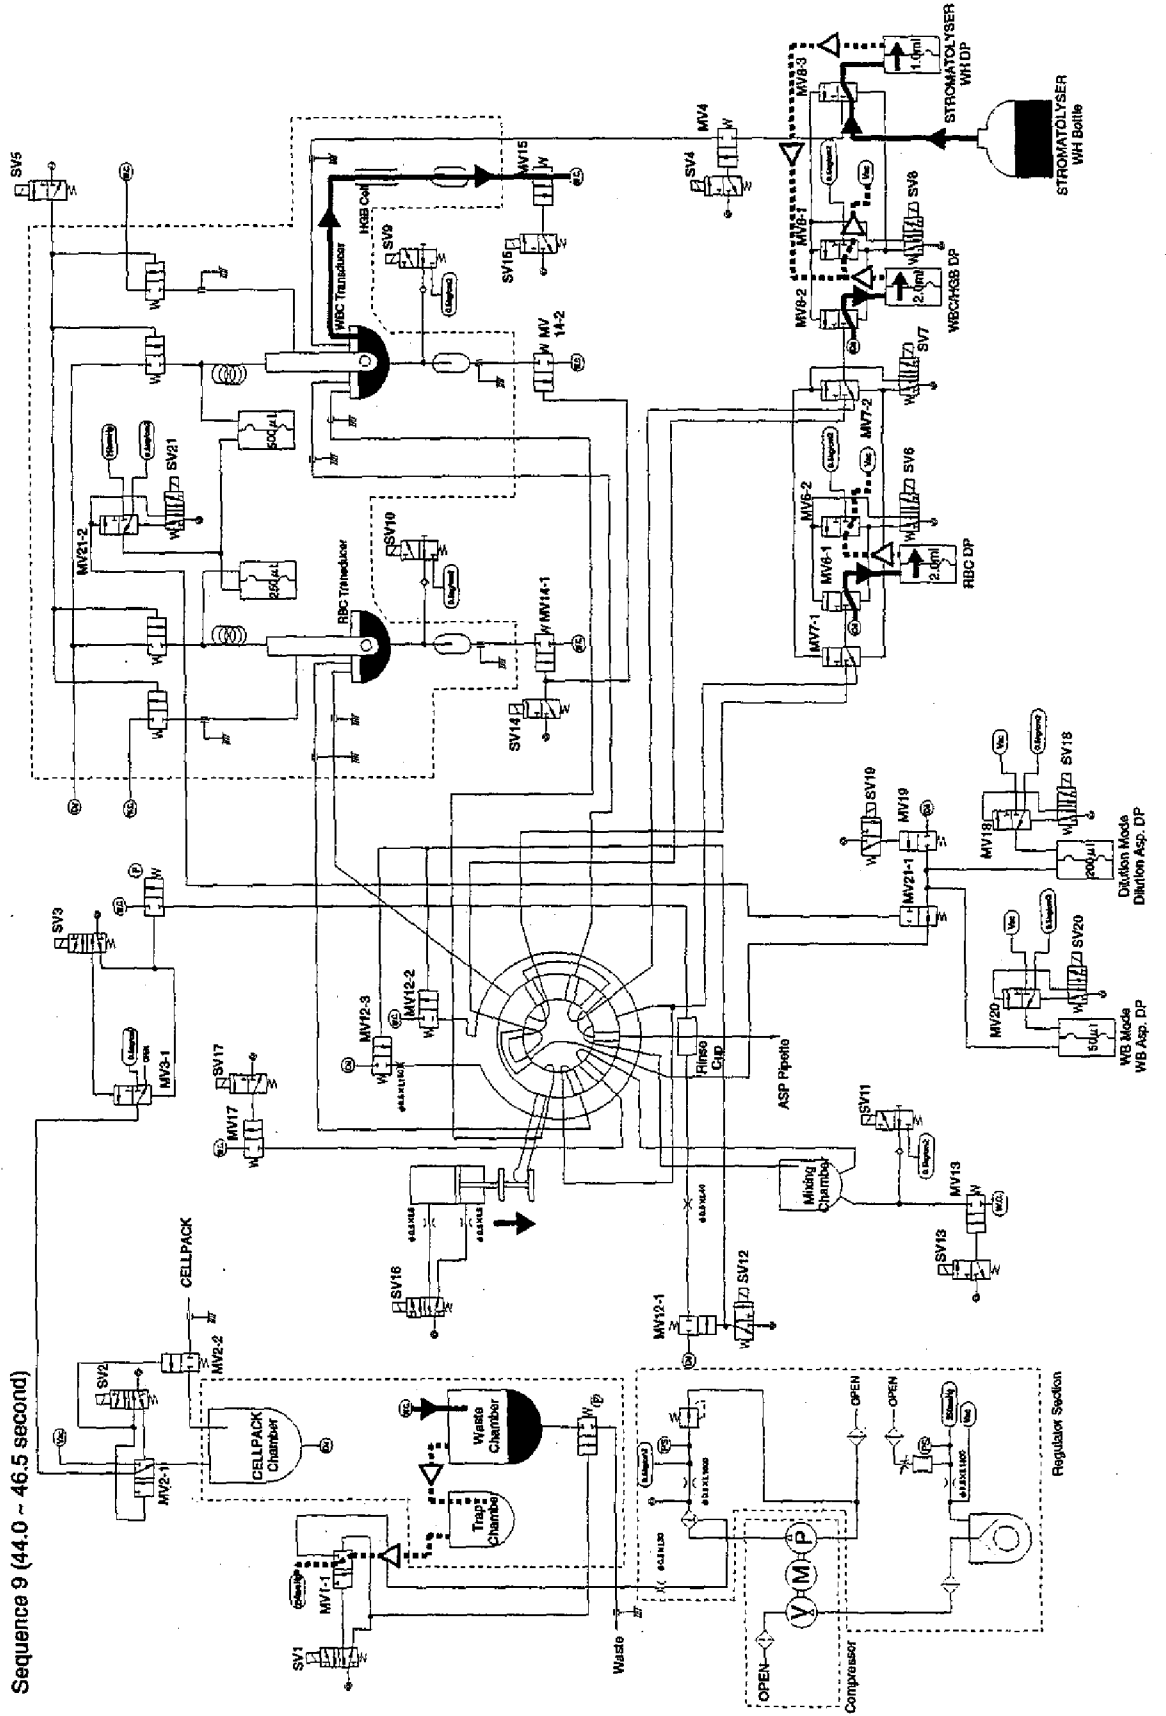 Sequence 9 (44.0 ~ 46.5 second)
SV1
MV1-1
Waste
Trap
Chamber
Waste
Chamber
MV2-1
SV2
MV2-2
CELLPACK
CELLPACK
Chamber
OPEN
Compressor
V
M
P
OPEN
OPEN
Regulator Section
SV3
MV3-1
OPEN
SV17
MV17
SV16
MV12-3
MV12-2
MV12-1
SV12
Rinse
Cup
ASP Pipette
Mixing
Chamber
SV11
MV13
SV13
SV5
MV21-2
SV21
250μL
500μL
RBC Transducer
WBC Transducer
HGB Cell
SV9
SV10
SV14
MV14-1
MV
14-2
MV15
SV15
SV4
MV4
MV8-3
MV8-1
MV8-2
SV8
SV7
MV7-2
MV6-2
SV6
MV6-1
MV7-1
1.0ml
STROMATOLYSER
WH DP
STROMATOLYSER
WH Bottle
2.0ml
WBC/HGB DP
2.0ml
RBC DP
SV19
MV19
MV21-1
MV18
SV18
200μl
Dilution Mode
Dilution Asp. DP
MV20
SV20
50μl
WB Mode
WB Asp. DP